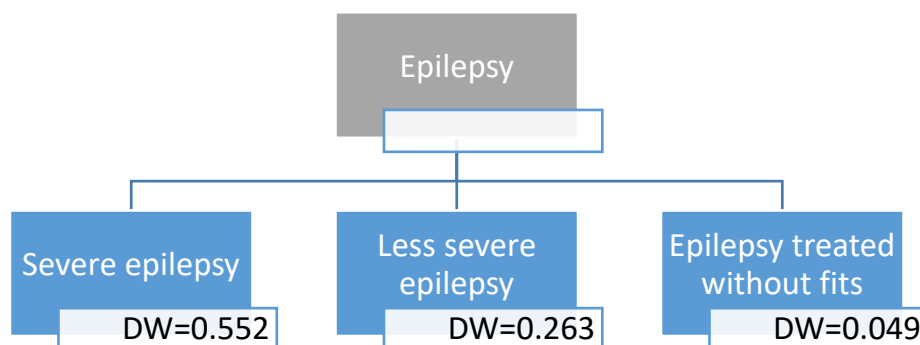 Epilepsy
Severe epilepsy
DW=0.552
Less severe
epilepsy
DW=0.263
Epilepsy treated
without fits
DW=0.049